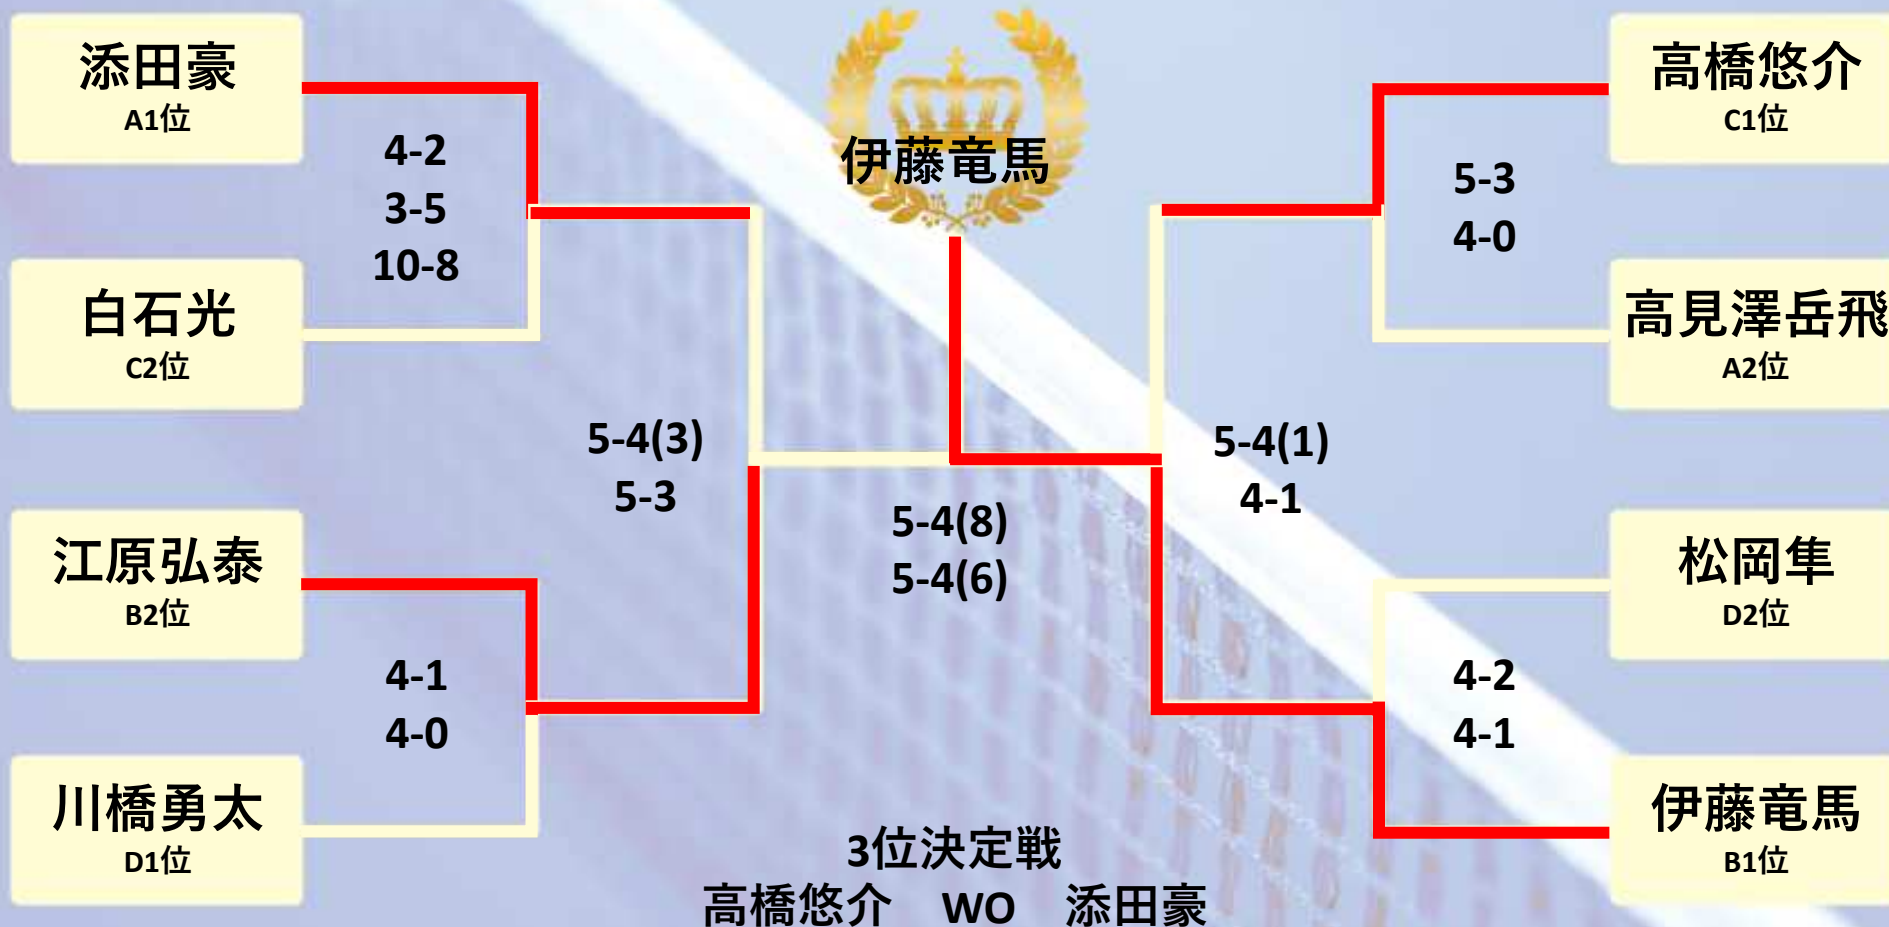 添田豪
A1位
4-2
3-5
10-8
白石光
C2位
5-4(3)
5-3
江原弘泰
B2位
4-1
4-0
川橋勇太
D1位
伊藤竜馬
5-4(8)
5-4(6)
高橋悠介
C1位
5-3
4-0
高見澤岳飛
A2位
5-4(1)
4-1
松岡隼
D2位
4-2
4-1
伊藤竜馬
B1位
3位決定戦
高橋悠介　WO　添田豪